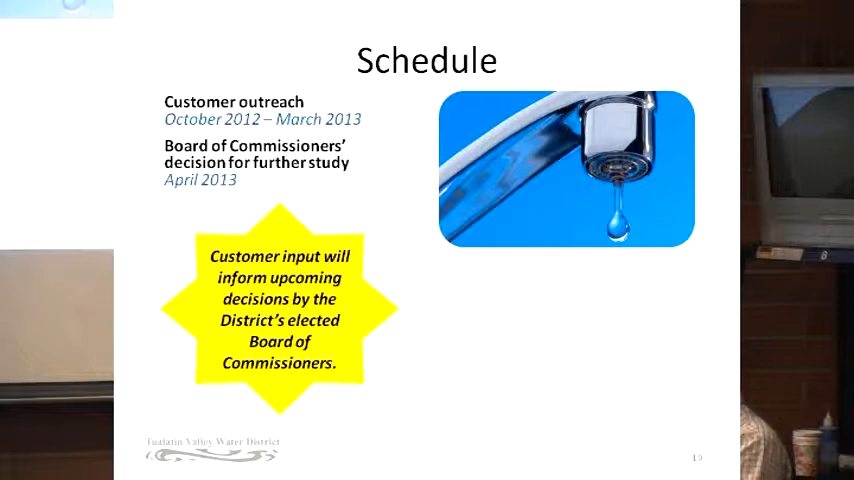 Schedule
Customer outreach
October 2012 – March 2013
Board of Commissioners'
decision for further study
April 2013
Customer input will
inform upcoming
decisions by the
District's elected
Board of
Commissioners.
Tualatin Valley Water District
19